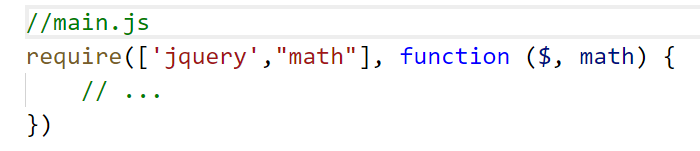 //main.js
require(['jquery',"math"], function ($, math) {
    // ...
})